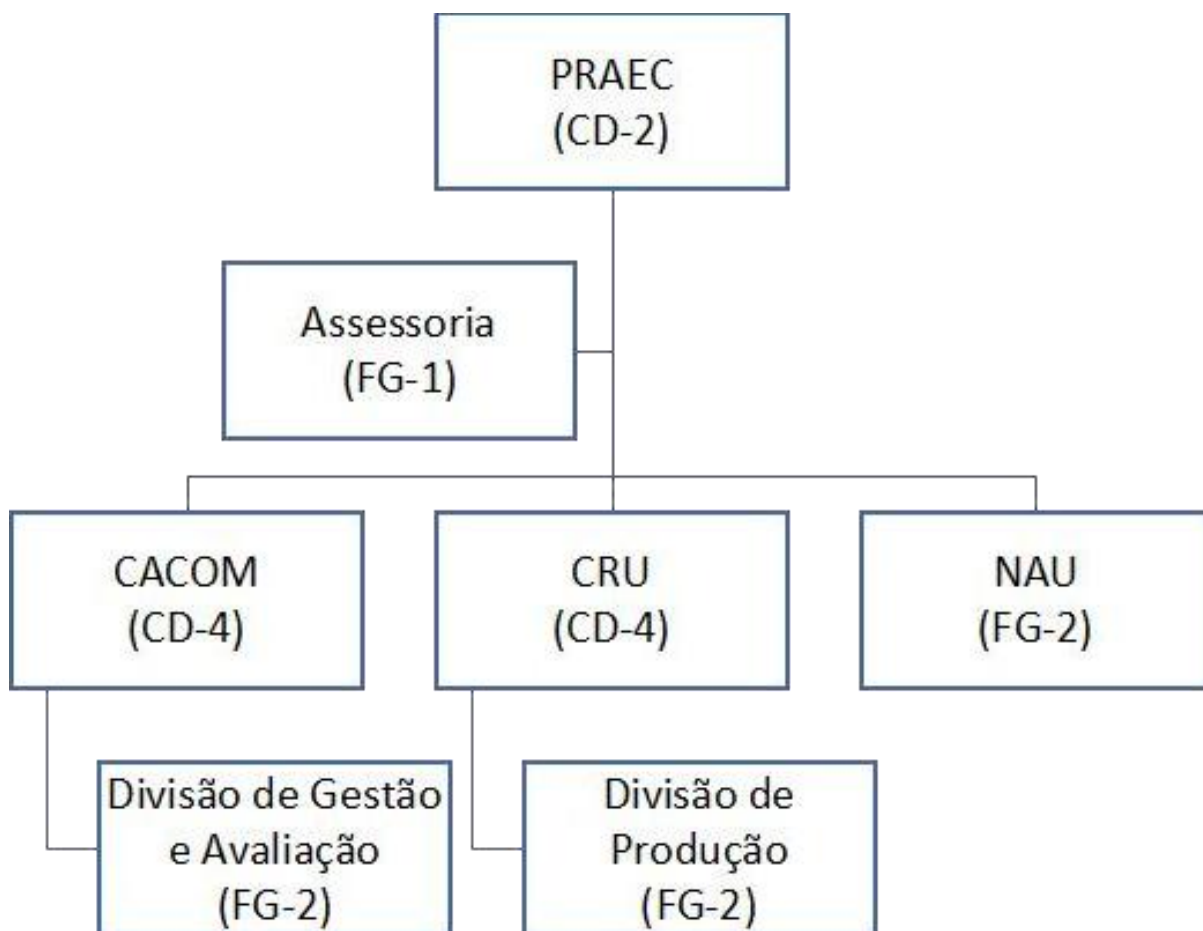 PRAEC
(CD-2)
Assessoria
(FG-1)
CACOM
(CD-4)
CRU
(CD-4)
NAU
(FG-2)
Divisão de Gestão
e Avaliação
(FG-2)
Divisão de
Produção
(FG-2)